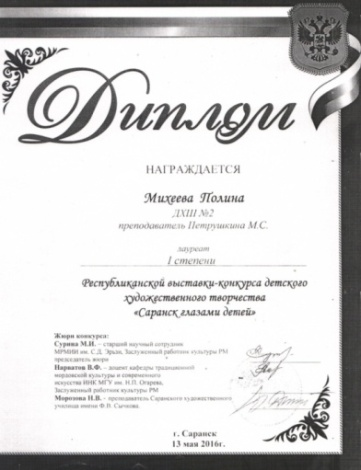 Диплом
НАГРАЖДАЕТСЯ
Михеева Полина
ДХШ №2
преподаватель Петрушкина М.С.
лауреат
I степени
Республиканской выставки-конкурса детского
художественного творчества
«Саранск глазами детей»
Жюри конкурса:
Сурина М.И. – старший научный сотрудник
МРМИИ им. С.Д. Эрьзи, Заслуженный работник культуры РМ
председатель жюри
Нарватов В.Ф. – доцент кафедры традиционной
мордовской культуры и современного
искусства ИНК МГУ им. Н.П. Огарева,
Заслуженный работник культуры РМ
Морозова Н.В. – преподаватель Саранского художественного
училища имени Ф.В. Сычкова.
г. Саранск
13 мая 2016г.